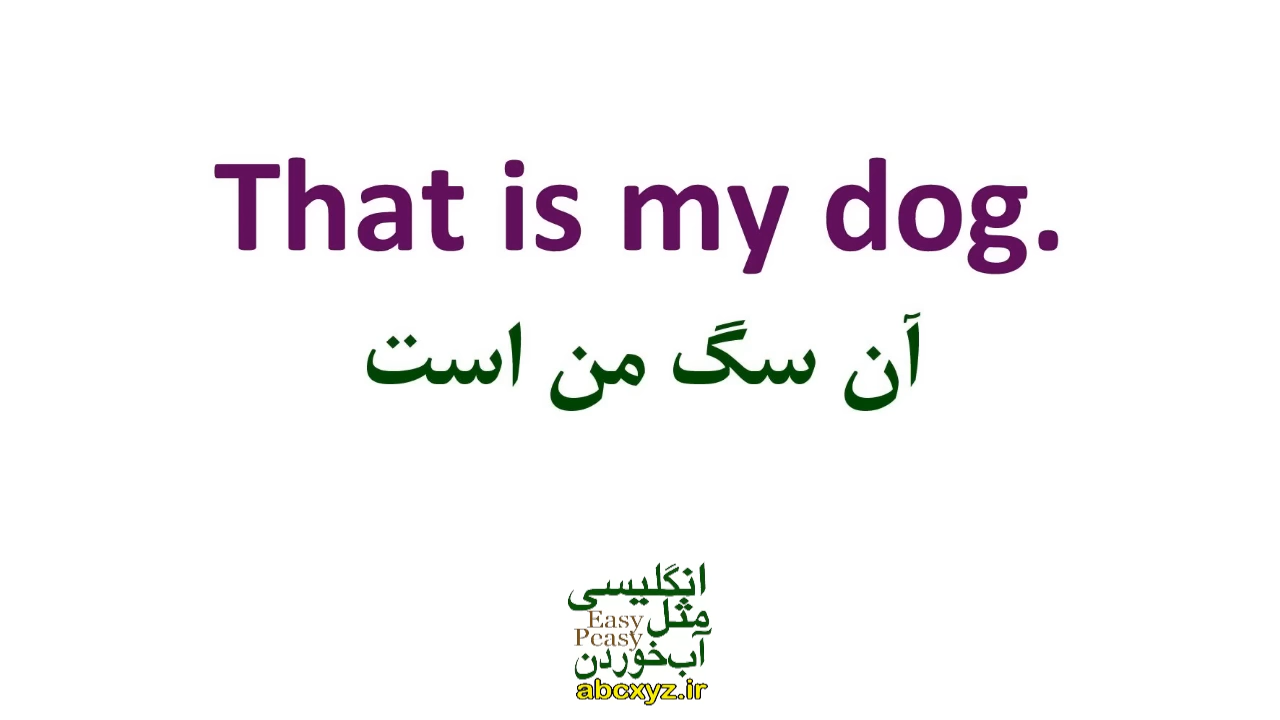 That is my dog.
آن سگ من است
انگلیسی
مثل
Easy
Peasy
آب‌خوردن
abcxyz.ir